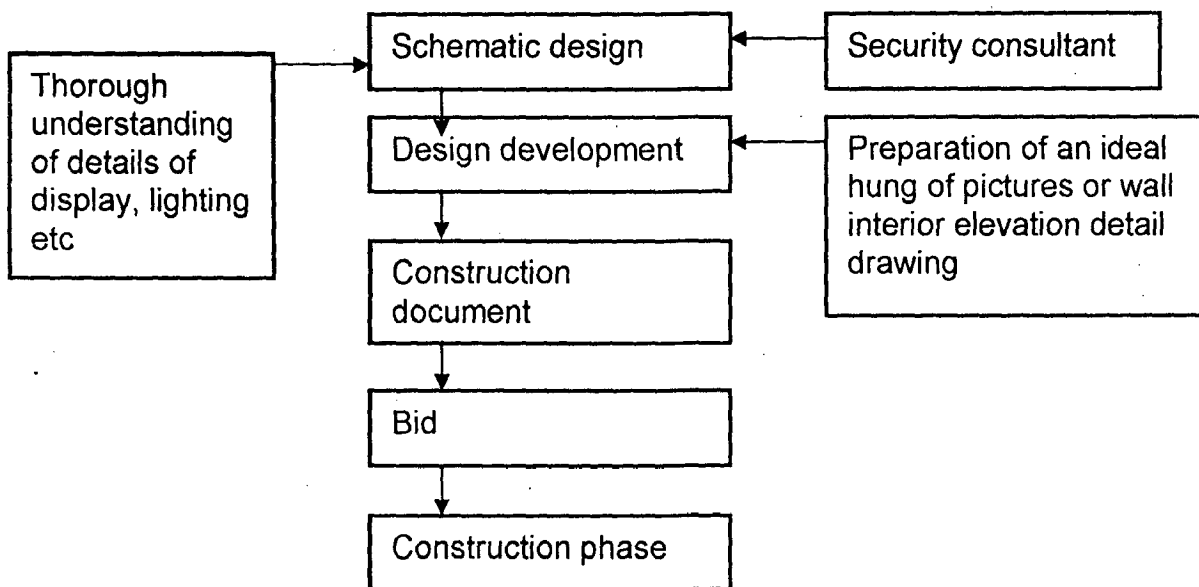 Schematic design
Security consultant
Thorough
understanding
of details of
display, lighting
etc
Design development
Preparation of an ideal
hung of pictures or wall
interior elevation detail
drawing
Construction
document
Bid
Construction phase